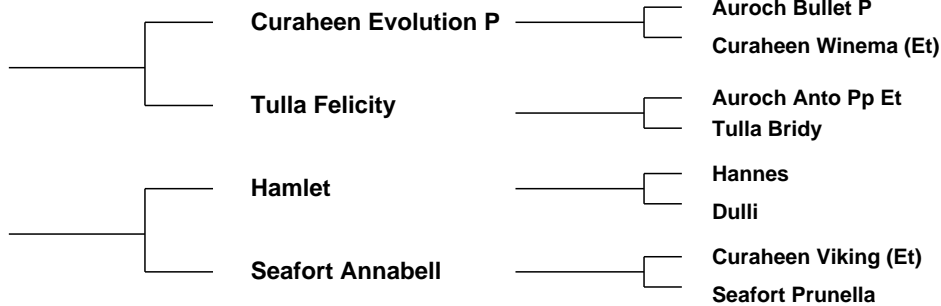 Auroch Bullet P
Curaheen Evolution P
Curaheen Winema (Et)
Auroch Anto Pp Et
Tulla Felicity
Tulla Bridy
Hannes
Hamlet
Dulli
Curaheen Viking (Et)
Seafort Annabell
Seafort Prunella